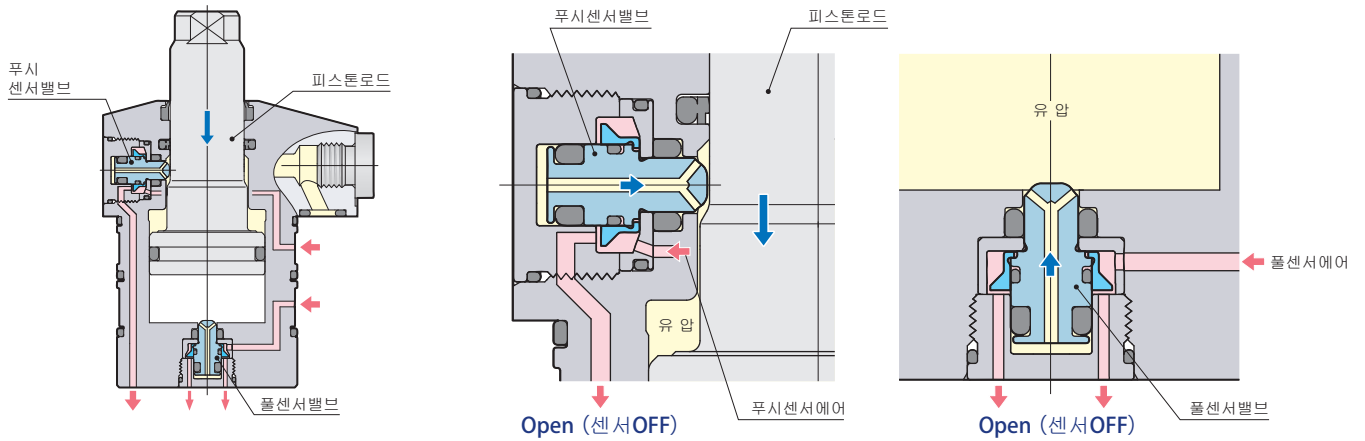 푸시
센서밸브
피스톤로드
풀센서밸브
푸시센서밸브
피스톤로드
유 압
푸시센서에어
Open (센서OFF)
유 압
풀센서에어
풀센서밸브
Open (센서OFF)